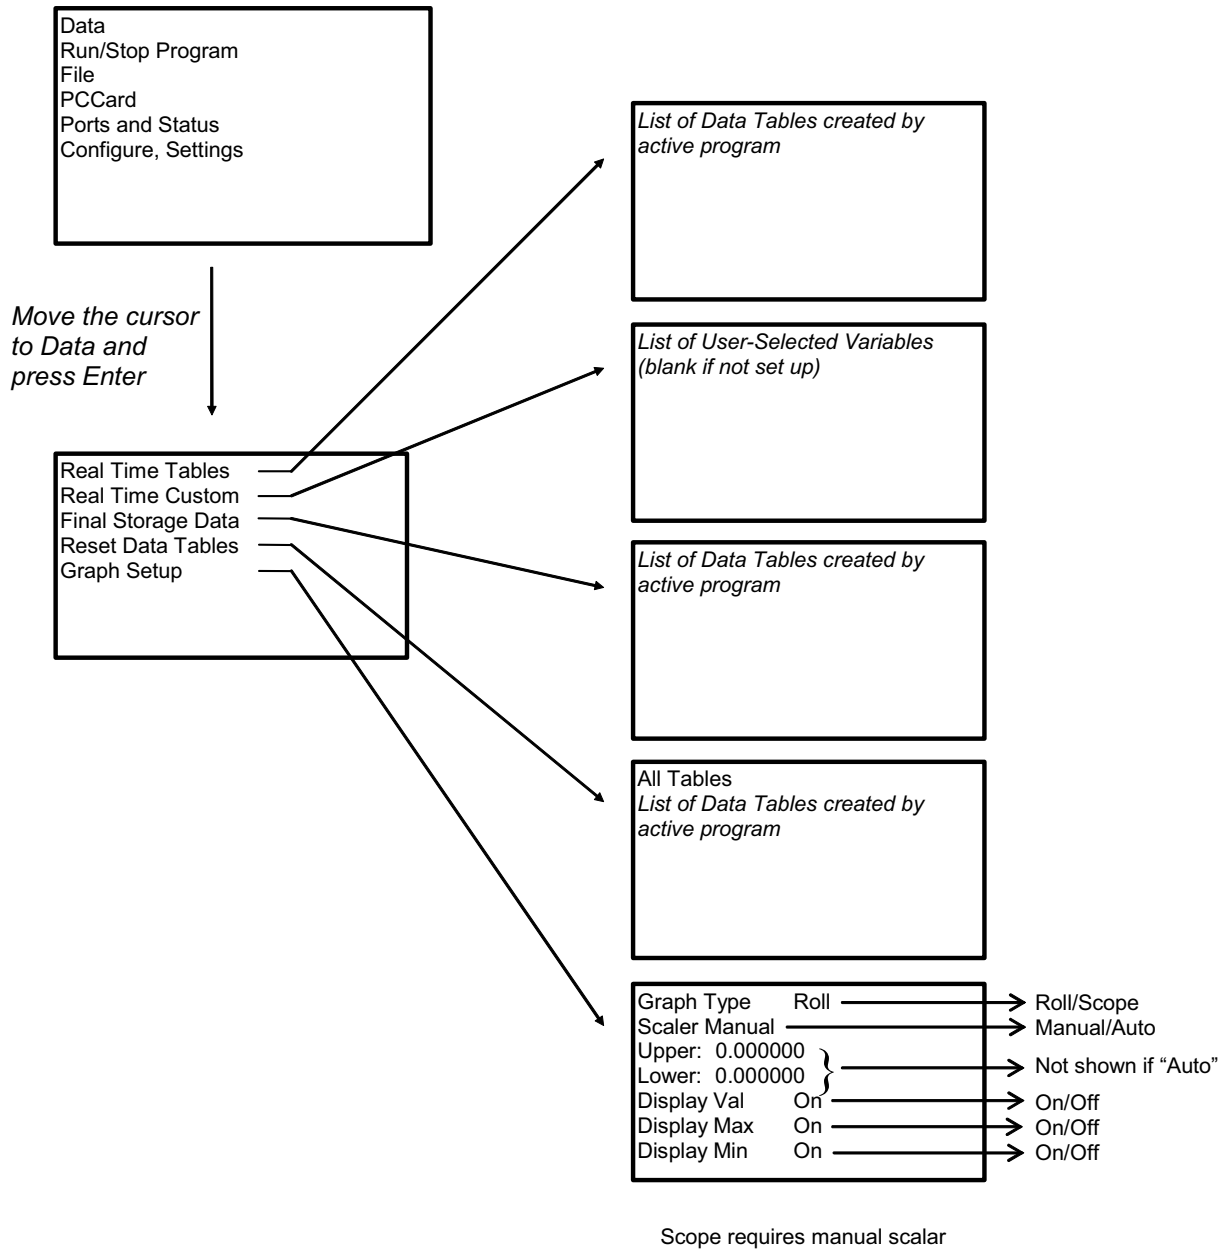 Data
Run/Stop Program
File
PCCard
Ports and Status
Configure, Settings
Move the cursor
to Data and
press Enter
Real Time Tables
Real Time Custom
Final Storage Data
Reset Data Tables
Graph Setup
List of Data Tables created by
active program
List of User-Selected Variables
(blank if not set up)
List of Data Tables created by
active program
All Tables
List of Data Tables created by
active program
Graph Type Roll
Scaler Manual
Upper: 0.000000
Lower: 0.000000
Display Val On
Display Max On
Display Min On
Roll/Scope
Manual/Auto
Not shown if “Auto”
On/Off
On/Off
On/Off
Scope requires manual scalar